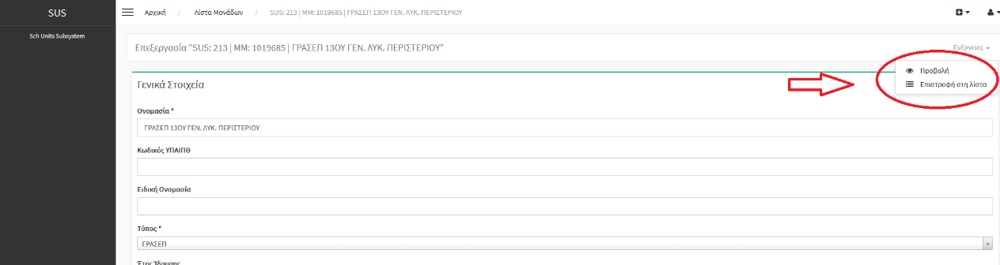 SUS
Sch Units Subsystem
Αρχική / Λίστα Μονάδων / SUS: 213 | MM: 1019685 | ΓΡΑΣΕΠ 13ΟΥ ΓΕΝ. ΛΥΚ. ΠΕΡΙΣΤΕΡΙΟΥ
Επεξεργασία "SUS: 213 | MM: 1019685 | ΓΡΑΣΕΠ 13ΟΥ ΓΕΝ. ΛΥΚ. ΠΕΡΙΣΤΕΡΙΟΥ"
Ενέργειες
Προβολή
Επιστροφή στη λίστα
Γενικά Στοιχεία
Ονομασία *
ΓΡΑΣΕΠ 13ΟΥ ΓΕΝ. ΛΥΚ. ΠΕΡΙΣΤΕΡΙΟΥ
Κωδικός ΥΠΑΙΠΘ
Ειδική Ονομασία
Τύπος *
ΓΡΑΣΕΠ
Έτος Ίδρυσης